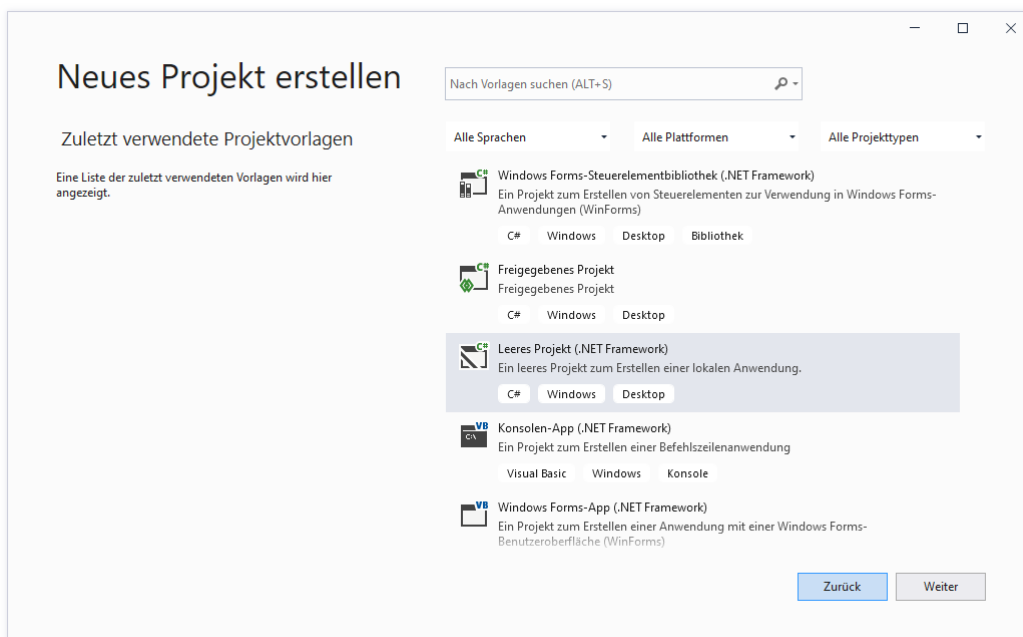 Neues Projekt erstellen
Zuletzt verwendete Projektvorlagen
Eine Liste der zuletzt verwendeten Vorlagen wird hier
angezeigt.
Nach Vorlagen suchen (ALT+S)
Alle Sprachen
Alle Plattformen
Alle Projekttypen
C#
Windows Forms-Steuerelementbibliothek (.NET Framework)
Ein Projekt zum Erstellen von Steuerelementen zur Verwendung in Windows Forms-
Anwendungen (WinForms)
C# Windows Desktop Bibliothek
C#
Freigegebenes Projekt
Freigegebenes Projekt
C# Windows Desktop
C#
Leeres Projekt (.NET Framework)
Ein leeres Projekt zum Erstellen einer lokalen Anwendung.
C# Windows Desktop
VB
C:\
Konsolen-App (.NET Framework)
Ein Projekt zum Erstellen einer Befehlszeilenanwendung
Visual Basic Windows Konsole
VB
Windows Forms-App (.NET Framework)
Ein Projekt zum Erstellen einer Anwendung mit einer Windows Forms-
Benutzeroberfläche (WinForms)
Zurück
Weiter